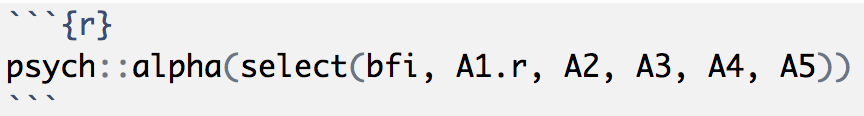 ```{r}
psych::alpha(select(bfi, A1.r, A2, A3, A4, A5))
```